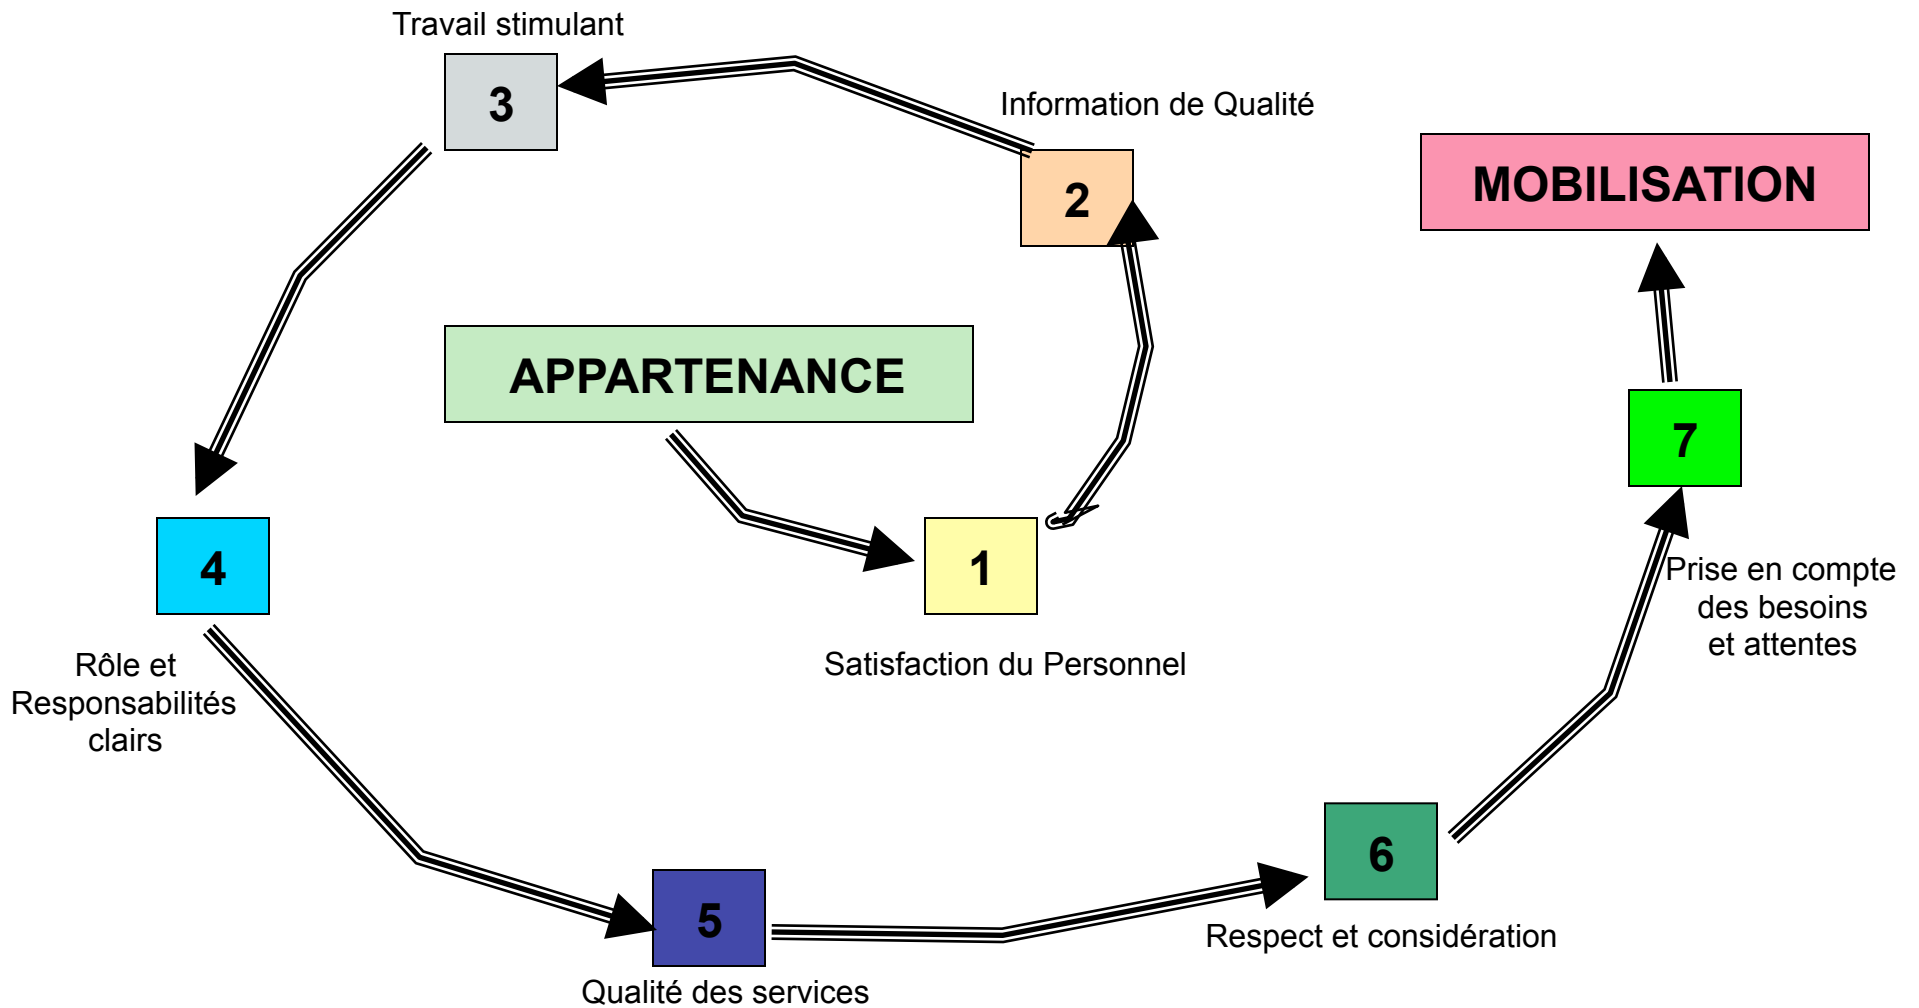 Travail stimulant
3
Information de Qualité
2
MOBILISATION
APPARTENANCE
7
4
1
Prise en compte
des besoins
et attentes
Rôle et
Responsabilités
clairs
Satisfaction du Personnel
6
5
Respect et considération
Qualité des services